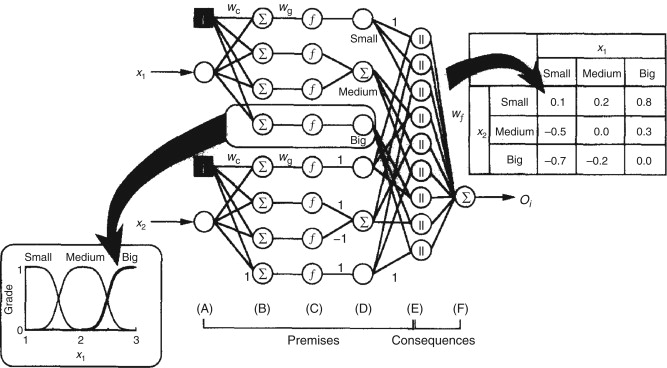 w_c w_g 1
Σ f
Small
Σ f
x_1 Σ
Σ f Medium
Σ f
Big
w_c w_g 1
Σ f
Σ f 1
x_2 Σ
Σ f −1
1 Σ f 1 1
|| || || || || || || || ||
w_f
Σ O_i
x_1
Small Medium Big
x_2
Small 0.1 0.2 0.8
Medium −0.5 0.0 0.3
Big −0.7 −0.2 0.0
Small Medium Big
Grade
1
0
1 2 3
x_1
(A) (B) (C) (D) (E) (F)
Premises Consequences